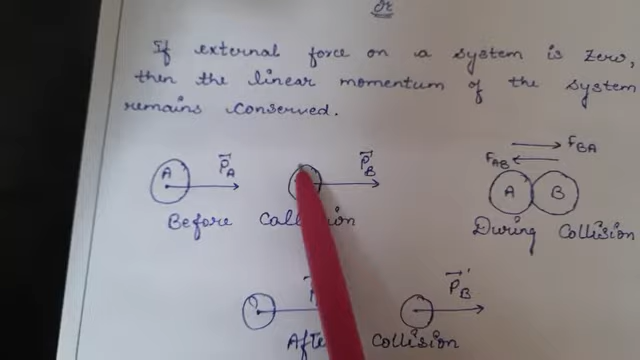 Or
If external force on a system is zero,
then the linear momentum of the system
remains conserved.
A P⃗A P⃗B FAB FBA
A B
Before Collision During Collision
P P⃗B'
After Collision